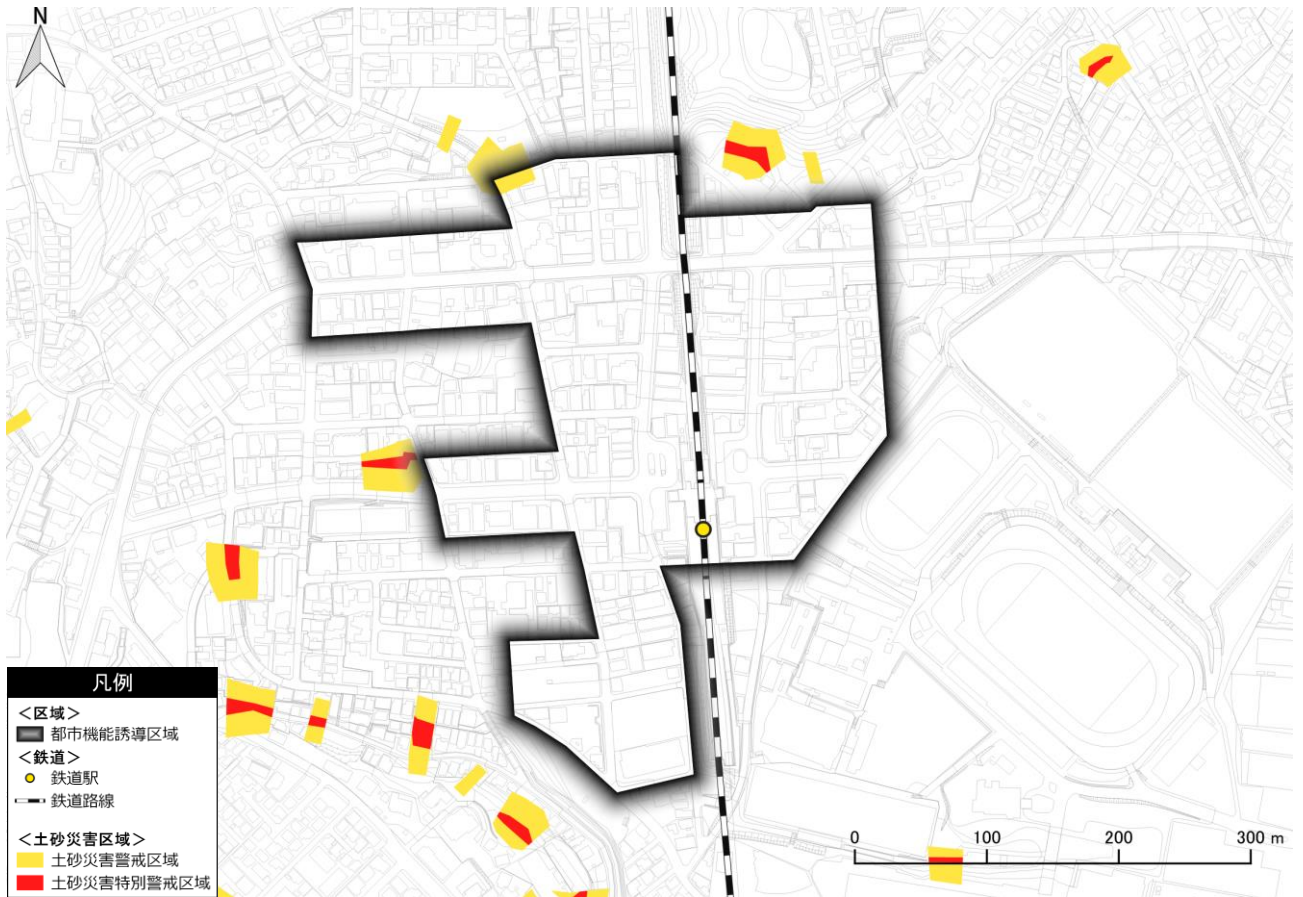 N
凡例
<区域>
都市機能誘導区域
<鉄道>
鉄道駅
鉄道路線
<土砂災害区域>
土砂災害警戒区域
土砂災害特別警戒区域
0 100 200 300 m